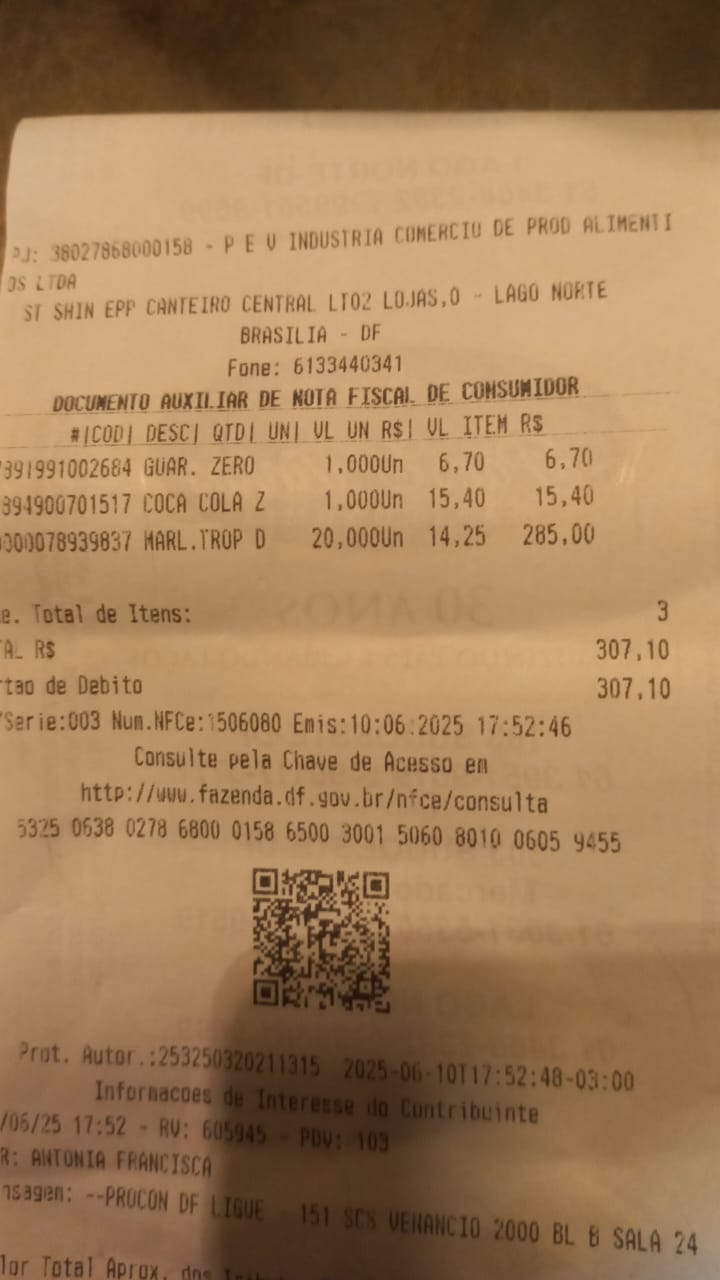 PJ: 38027868000158 - P E V INDUSTRIA COMERCIO DE PROD ALIMENTI
OS LTDA
ST SHIN EPP CANTEIRO CENTRAL LT02 LOJAS,0 - LAGO NORTE
BRASILIA - DF
Fone: 6133440341
DOCUMENTO AUXILIAR DE NOTA FISCAL DE CONSUMIDOR
#|COD| DESC| QTD| UN| VL UN R$| VL ITEM R$
7891991002684 GUAR. ZERO 1,000Un 6,70 6,70
894900701517 COCA COLA Z 1,000Un 15,40 15,40
0000078939837 MARL.TROP D 20,000Un 14,25 285,00
e. Total de Itens: 3
AL R$ 307,10
rtao de Debito 307,10
/Serie:003 Num.NFCe:1506080 Emis:10:06:2025 17:52:46
Consulte pela Chave de Acesso em
http://www.fazenda.df.gov.br/nfce/consulta
5325 0638 0278 6800 0158 6500 3001 5060 8010 0605 9455
Prot. Autor.:253250320211315 2025-06-10T17:52:48-03:00
Informacoes de Interesse do Contribuinte
/06/25 17:52 - RV: 605945 - PDV: 103
R: ANTONIA FRANCISCA
nsagem: --PROCON DF LIGUE - 151 SCS VENANCIO 2000 BL B SALA 24
lor Total Aprox. dos